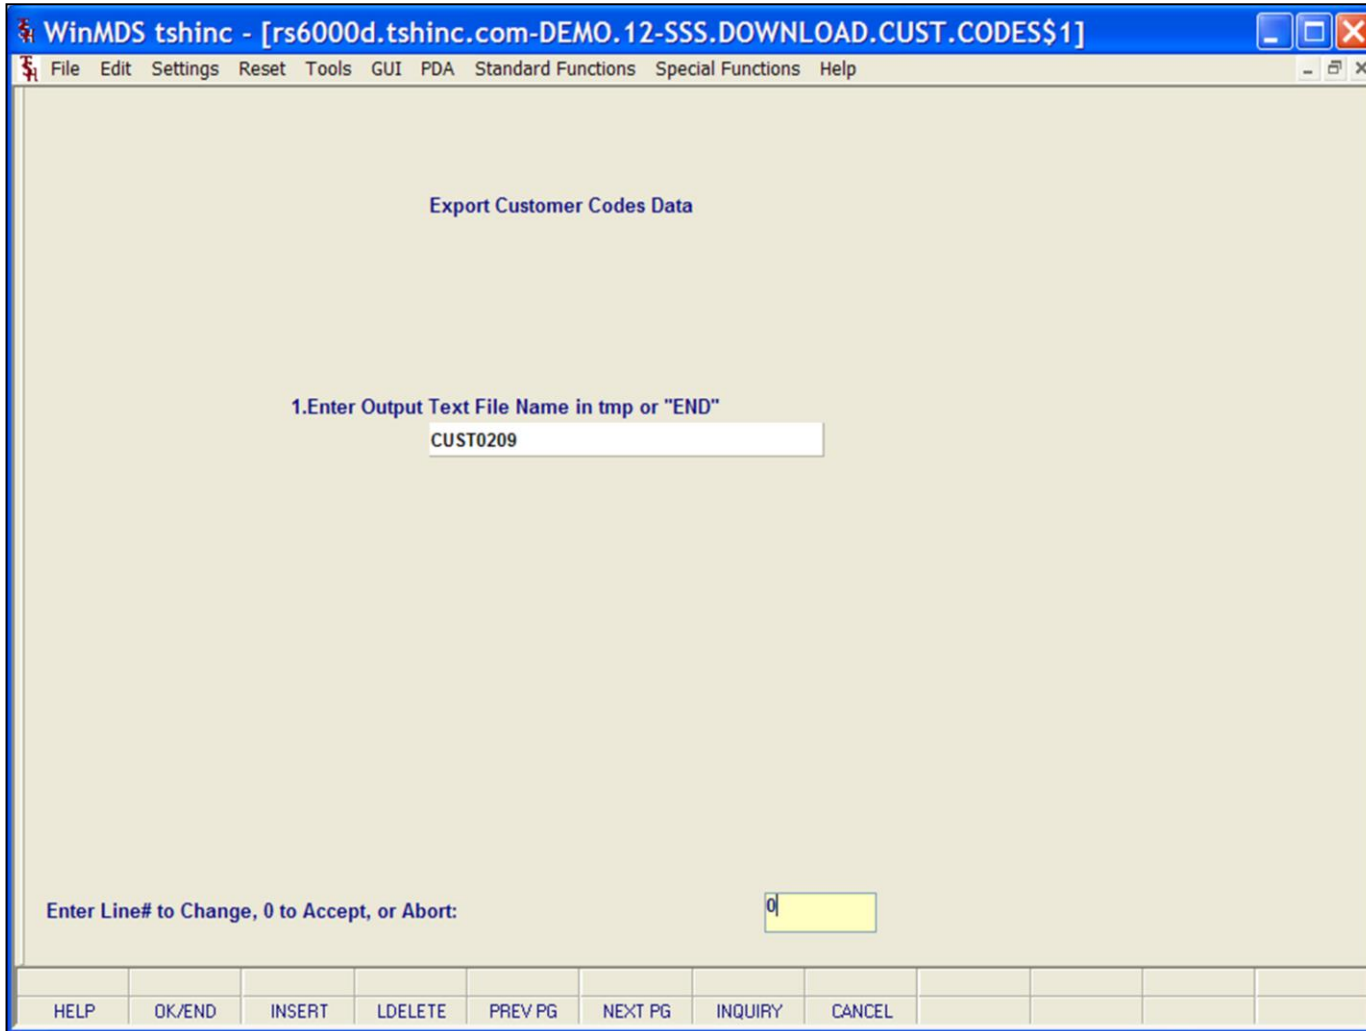 WinMDS tshinc - [rs6000d.tshinc.com-DEMO.12-SSS.DOWNLOAD.CUST.CODES$1]
File Edit Settings Reset Tools GUI PDA Standard Functions Special Functions Help
Export Customer Codes Data
1.Enter Output Text File Name in tmp or "END"
CUST0209
Enter Line# to Change, 0 to Accept, or Abort: 0
HELP OK/END INSERT LDELETE PREV PG NEXT PG INQUIRY CANCEL